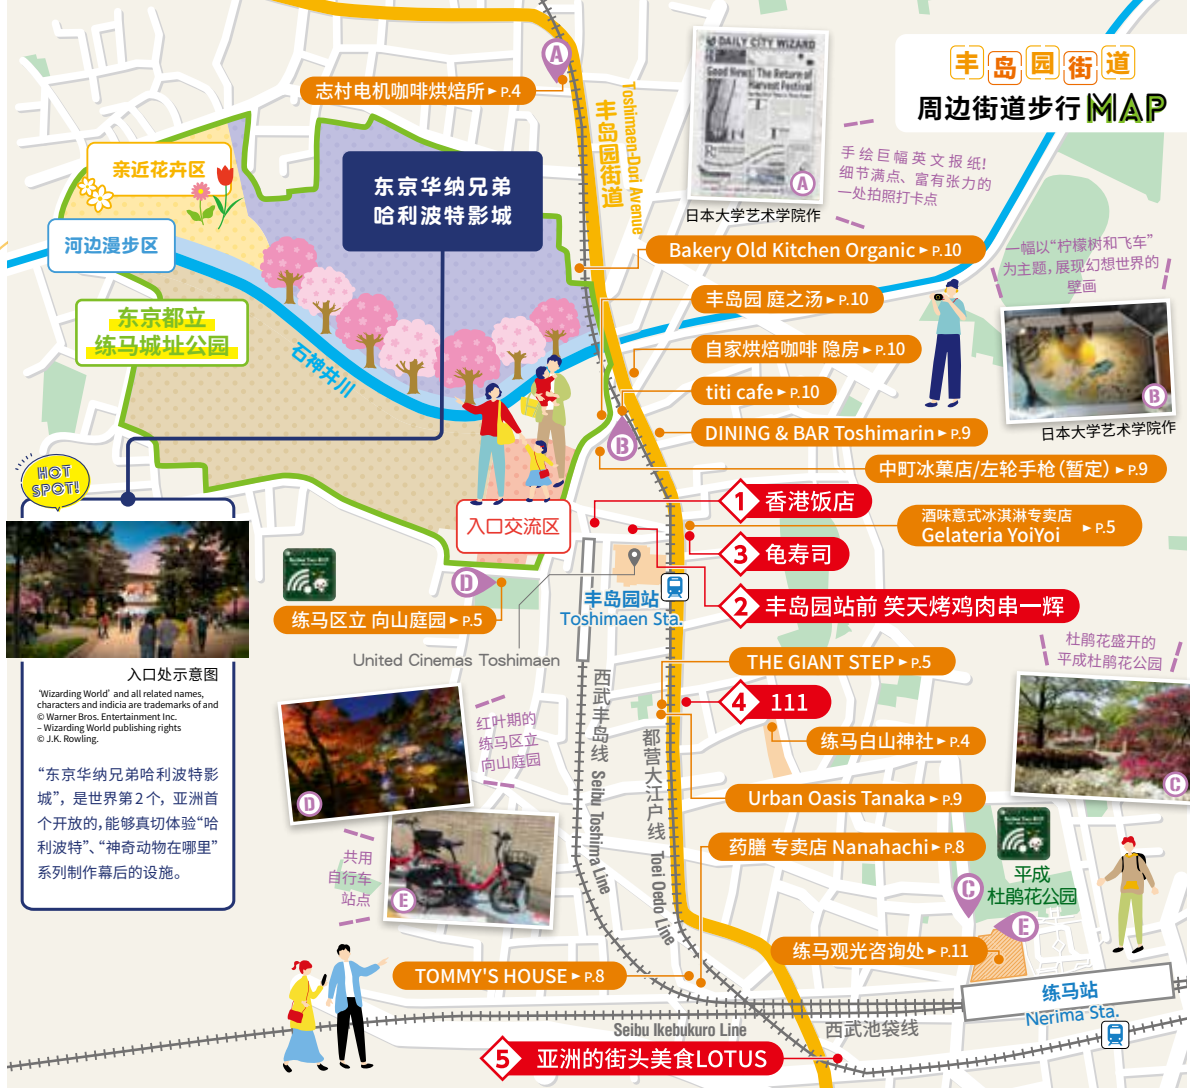 丰岛园街道
周边街道步行MAP
A
志村电机咖啡烘焙所►P.4
Toshimaen-Dori Avenue
丰岛园街道
DAILY CITY WIZARD
Good News! The Return of
Harvest Festival
A
日本大学艺术学院作
手绘巨幅英文报纸!
细节满点、富有张力的
一处拍照打卡点
亲近花卉区
河边漫步区
东京都立
练马城址公园
东京华纳兄弟
哈利波特影城
石神井川
Bakery Old Kitchen Organic►P.10
丰岛园 庭之汤►P.10
自家烘焙咖啡 隐房►P.10
titi cafe►P.10
B
DINING & BAR Toshimarin►P.9
中町冰菓店/左轮手枪(暂定)►P.9
一幅以“柠檬树和飞车”
为主题,展现幻想世界的
壁画
B
日本大学艺术学院作
1 香港饭店
酒味意式冰淇淋专卖店
Gelateria YoiYoi ►P.5
3 龟寿司
2 丰岛园站前 笑天烤鸡肉串一辉
入口交流区
HOT
SPOT!
入口处示意图
‘Wizarding World’ and all related names,
characters and indicia are trademarks of and
© Warner Bros. Entertainment Inc.
– Wizarding World publishing rights
© J.K. Rowling.
“东京华纳兄弟哈利波特影
城”，是世界第2个，亚洲首
个开放的,能够真切体验“哈
利波特”、“神奇动物在哪里”
系列制作幕后的设施。
D
练马区立 向山庭园►P.5
丰岛园站
Toshimaen Sta.
United Cinemas Toshimaen
THE GIANT STEP►P.5
4 111
练马白山神社►P.4
杜鹃花盛开的
平成杜鹃花公园
C
红叶期的
练马区立
向山庭园
D
西武丰岛线 Seibu Toshima Line
都营大江户线 Toei Oedo Line
Urban Oasis Tanaka►P.9
药膳 专卖店 Nanahachi►P.8
共用
自行车
站点
E
平成
杜鹃花公园
C
E
练马观光咨询处►P.11
TOMMY'S HOUSE►P.8
练马站
Nerima Sta.
Seibu Ikebukuro Line
西武池袋线
5 亚洲的街头美食LOTUS